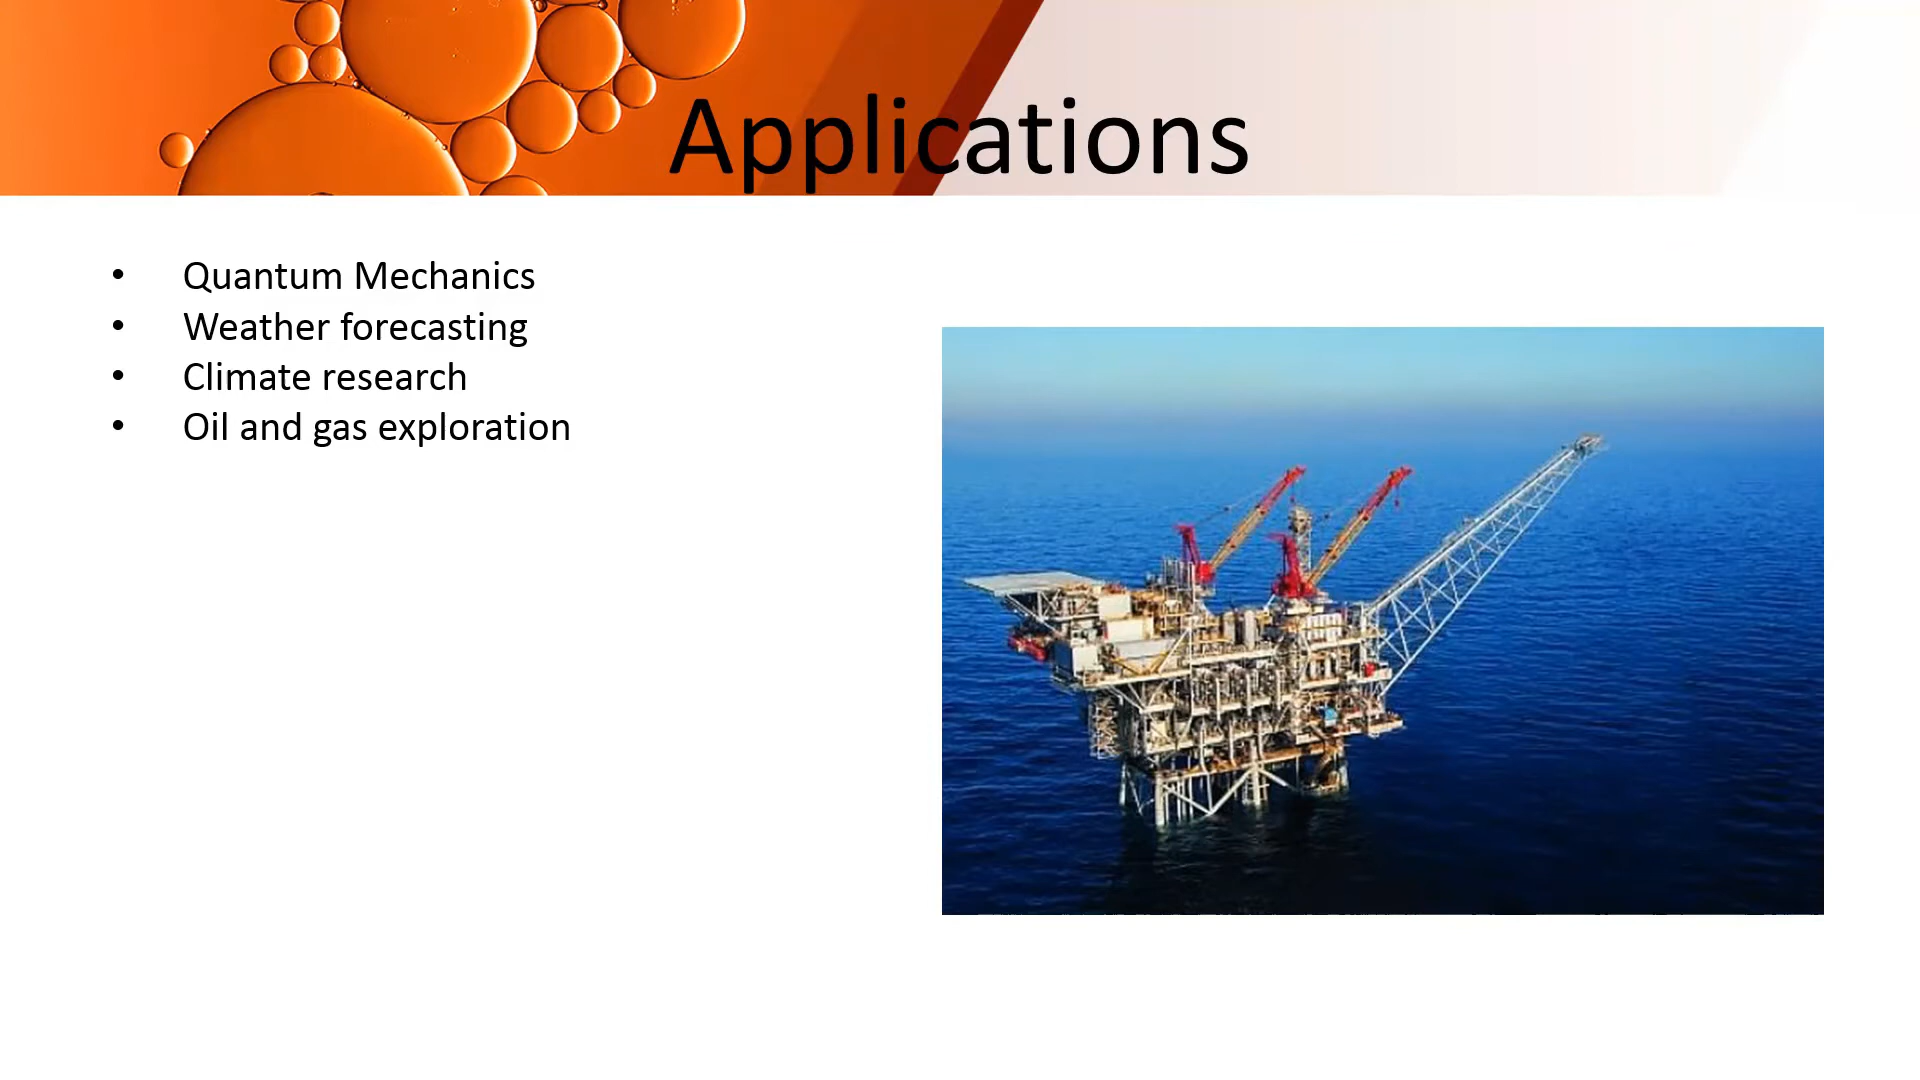 Applications
• Quantum Mechanics
• Weather forecasting
• Climate research
• Oil and gas exploration